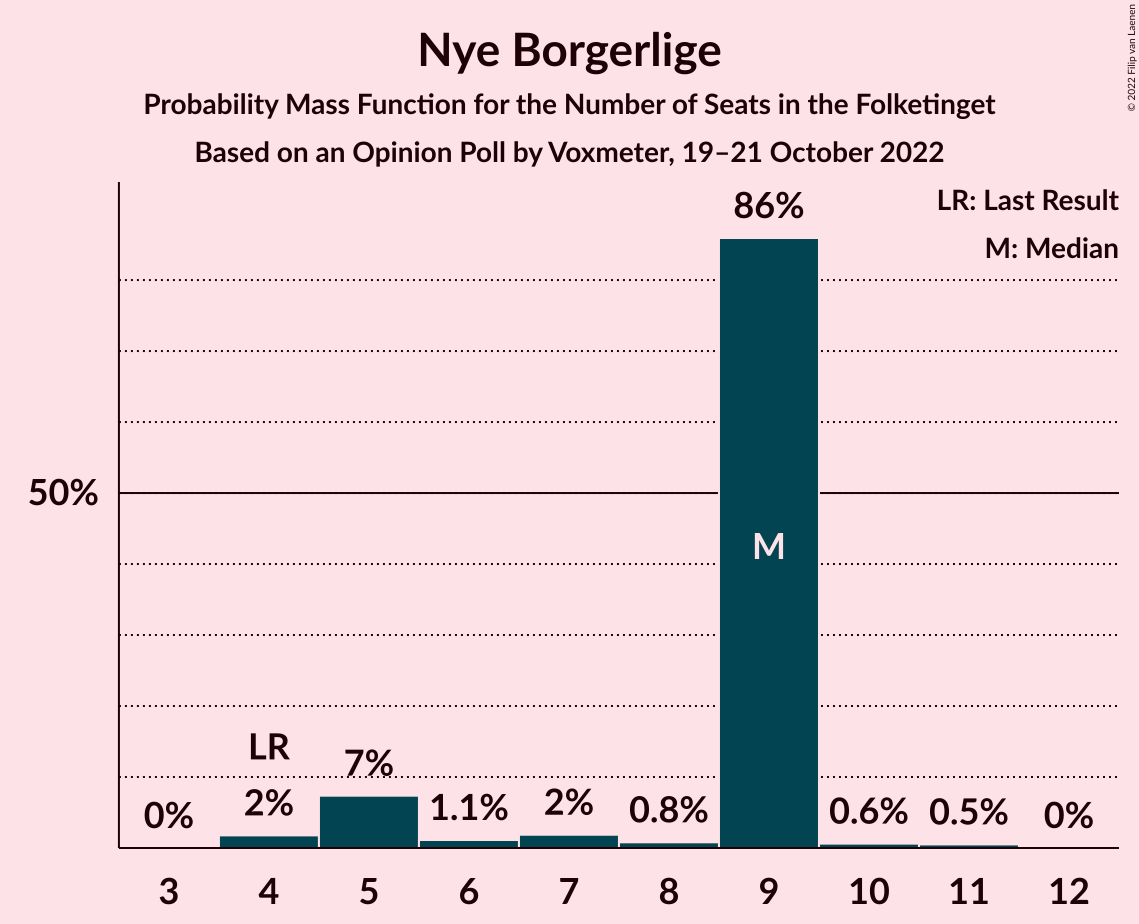 Nye Borgerlige
Probability Mass Function for the Number of Seats in the Folketinget
Based on an Opinion Poll by Voxmeter, 19–21 October 2022
© 2022 Filip van Laenen
LR: Last Result
M: Median
86%
50%
M
LR
0%
2%
7%
1.1%
2%
0.8%
0.6%
0.5%
0%
3 4 5 6 7 8 9 10 11 12